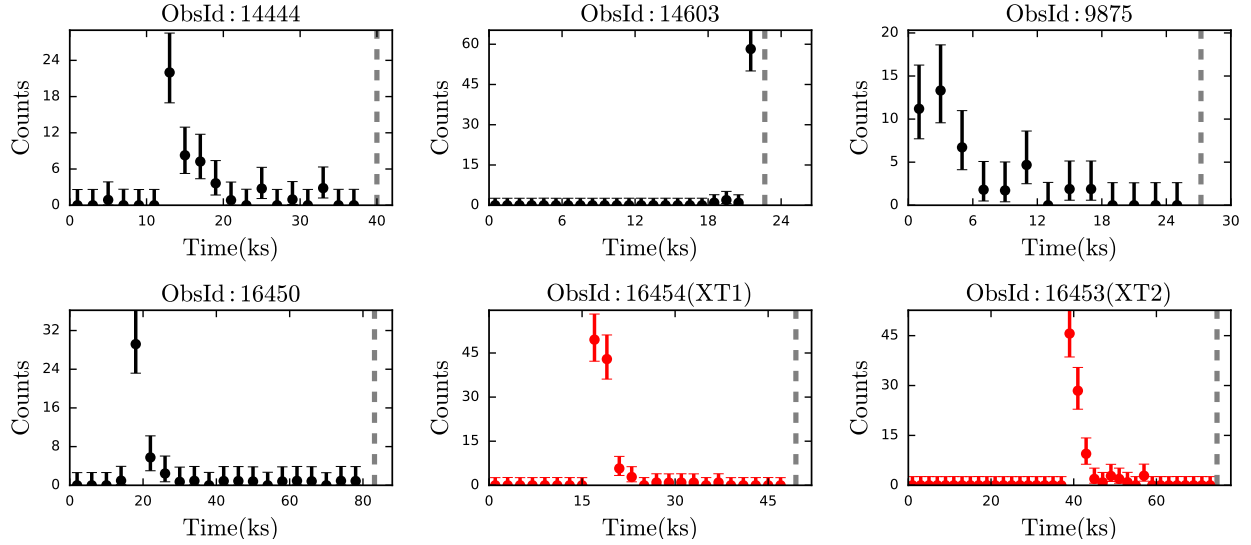 ObsId: 14444
ObsId: 14603
ObsId: 9875
Counts
24
18
12
6
0
0 10 20 30 40
Time(ks)
Counts
60
45
30
15
0
0 6 12 18 24
Time(ks)
Counts
20
15
10
5
0
0 6 12 18 24 30
Time(ks)
ObsId: 16450
ObsId: 16454(XT1)
ObsId: 16453(XT2)
Counts
32
24
16
8
0
0 20 40 60 80
Time(ks)
Counts
45
30
15
0
0 15 30 45
Time(ks)
Counts
45
30
15
0
0 20 40 60
Time(ks)